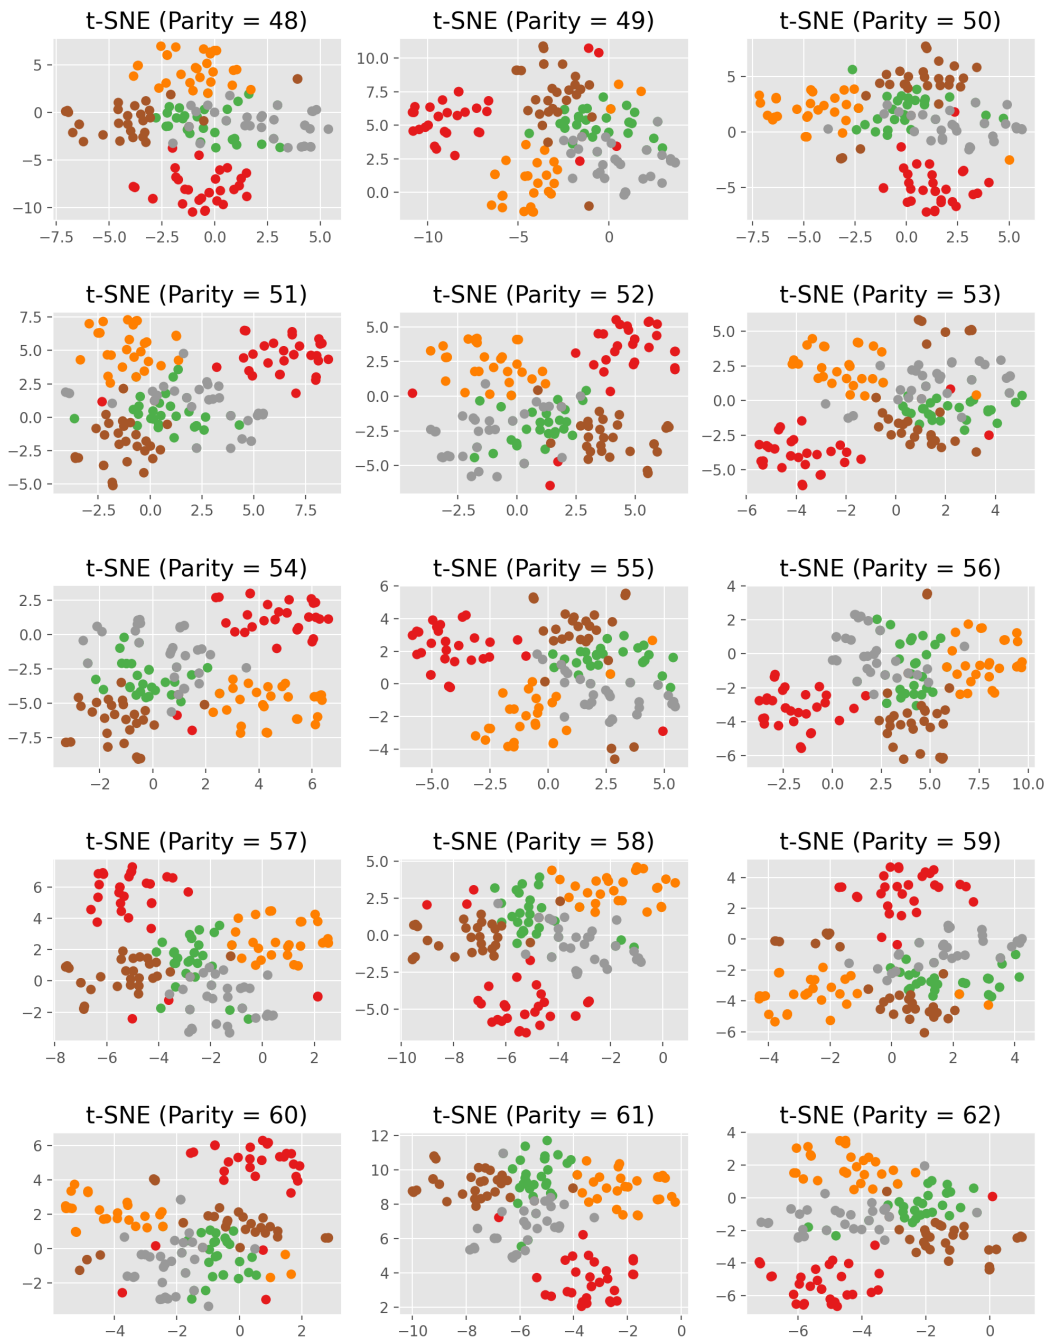 t-SNE (Parity = 48) t-SNE (Parity = 49) t-SNE (Parity = 50)
5 10.0 5
0 7.5 0
−5 5.0 −5
−10 2.5
0.0
−7.5 −5.0 −2.5 0.0 2.5 5.0 −10 −5 0 −7.5 −5.0 −2.5 0.0 2.5 5.0
t-SNE (Parity = 51) t-SNE (Parity = 52) t-SNE (Parity = 53)
7.5 5.0 5.0
5.0 2.5 2.5
2.5 0.0 0.0
0.0 −2.5 −2.5
−2.5 −5.0 −5.0
−5.0
−2.5 0.0 2.5 5.0 7.5 −2.5 0.0 2.5 5.0 −6 −4 −2 0 2 4 6
t-SNE (Parity = 54) t-SNE (Parity = 55) t-SNE (Parity = 56)
2.5 6 4
0.0 4 2
−2.5 2 0
−5.0 0 −2
−7.5 −2 −4
−4 −6
−2 0 2 4 6 −5.0 −2.5 0.0 2.5 5.0 −2.5 0.0 2.5 5.0 7.5 10.0
t-SNE (Parity = 57) t-SNE (Parity = 58) t-SNE (Parity = 59)
6 5.0 4
4 2.5 2
2 0.0 0
0 −2.5 −2
−2 −5.0 −4
−6
−8 −6 −4 −2 0 2 −10 −8 −6 −4 −2 0 −4 −2 0 2 4
t-SNE (Parity = 60) t-SNE (Parity = 61) t-SNE (Parity = 62)
6 12 4
4 10 2
2 8 0
0 6 −2
−2 4 −4
2 −6
−4 −2 0 2 −10 −8 −6 −4 −2 0 −6 −4 −2 0